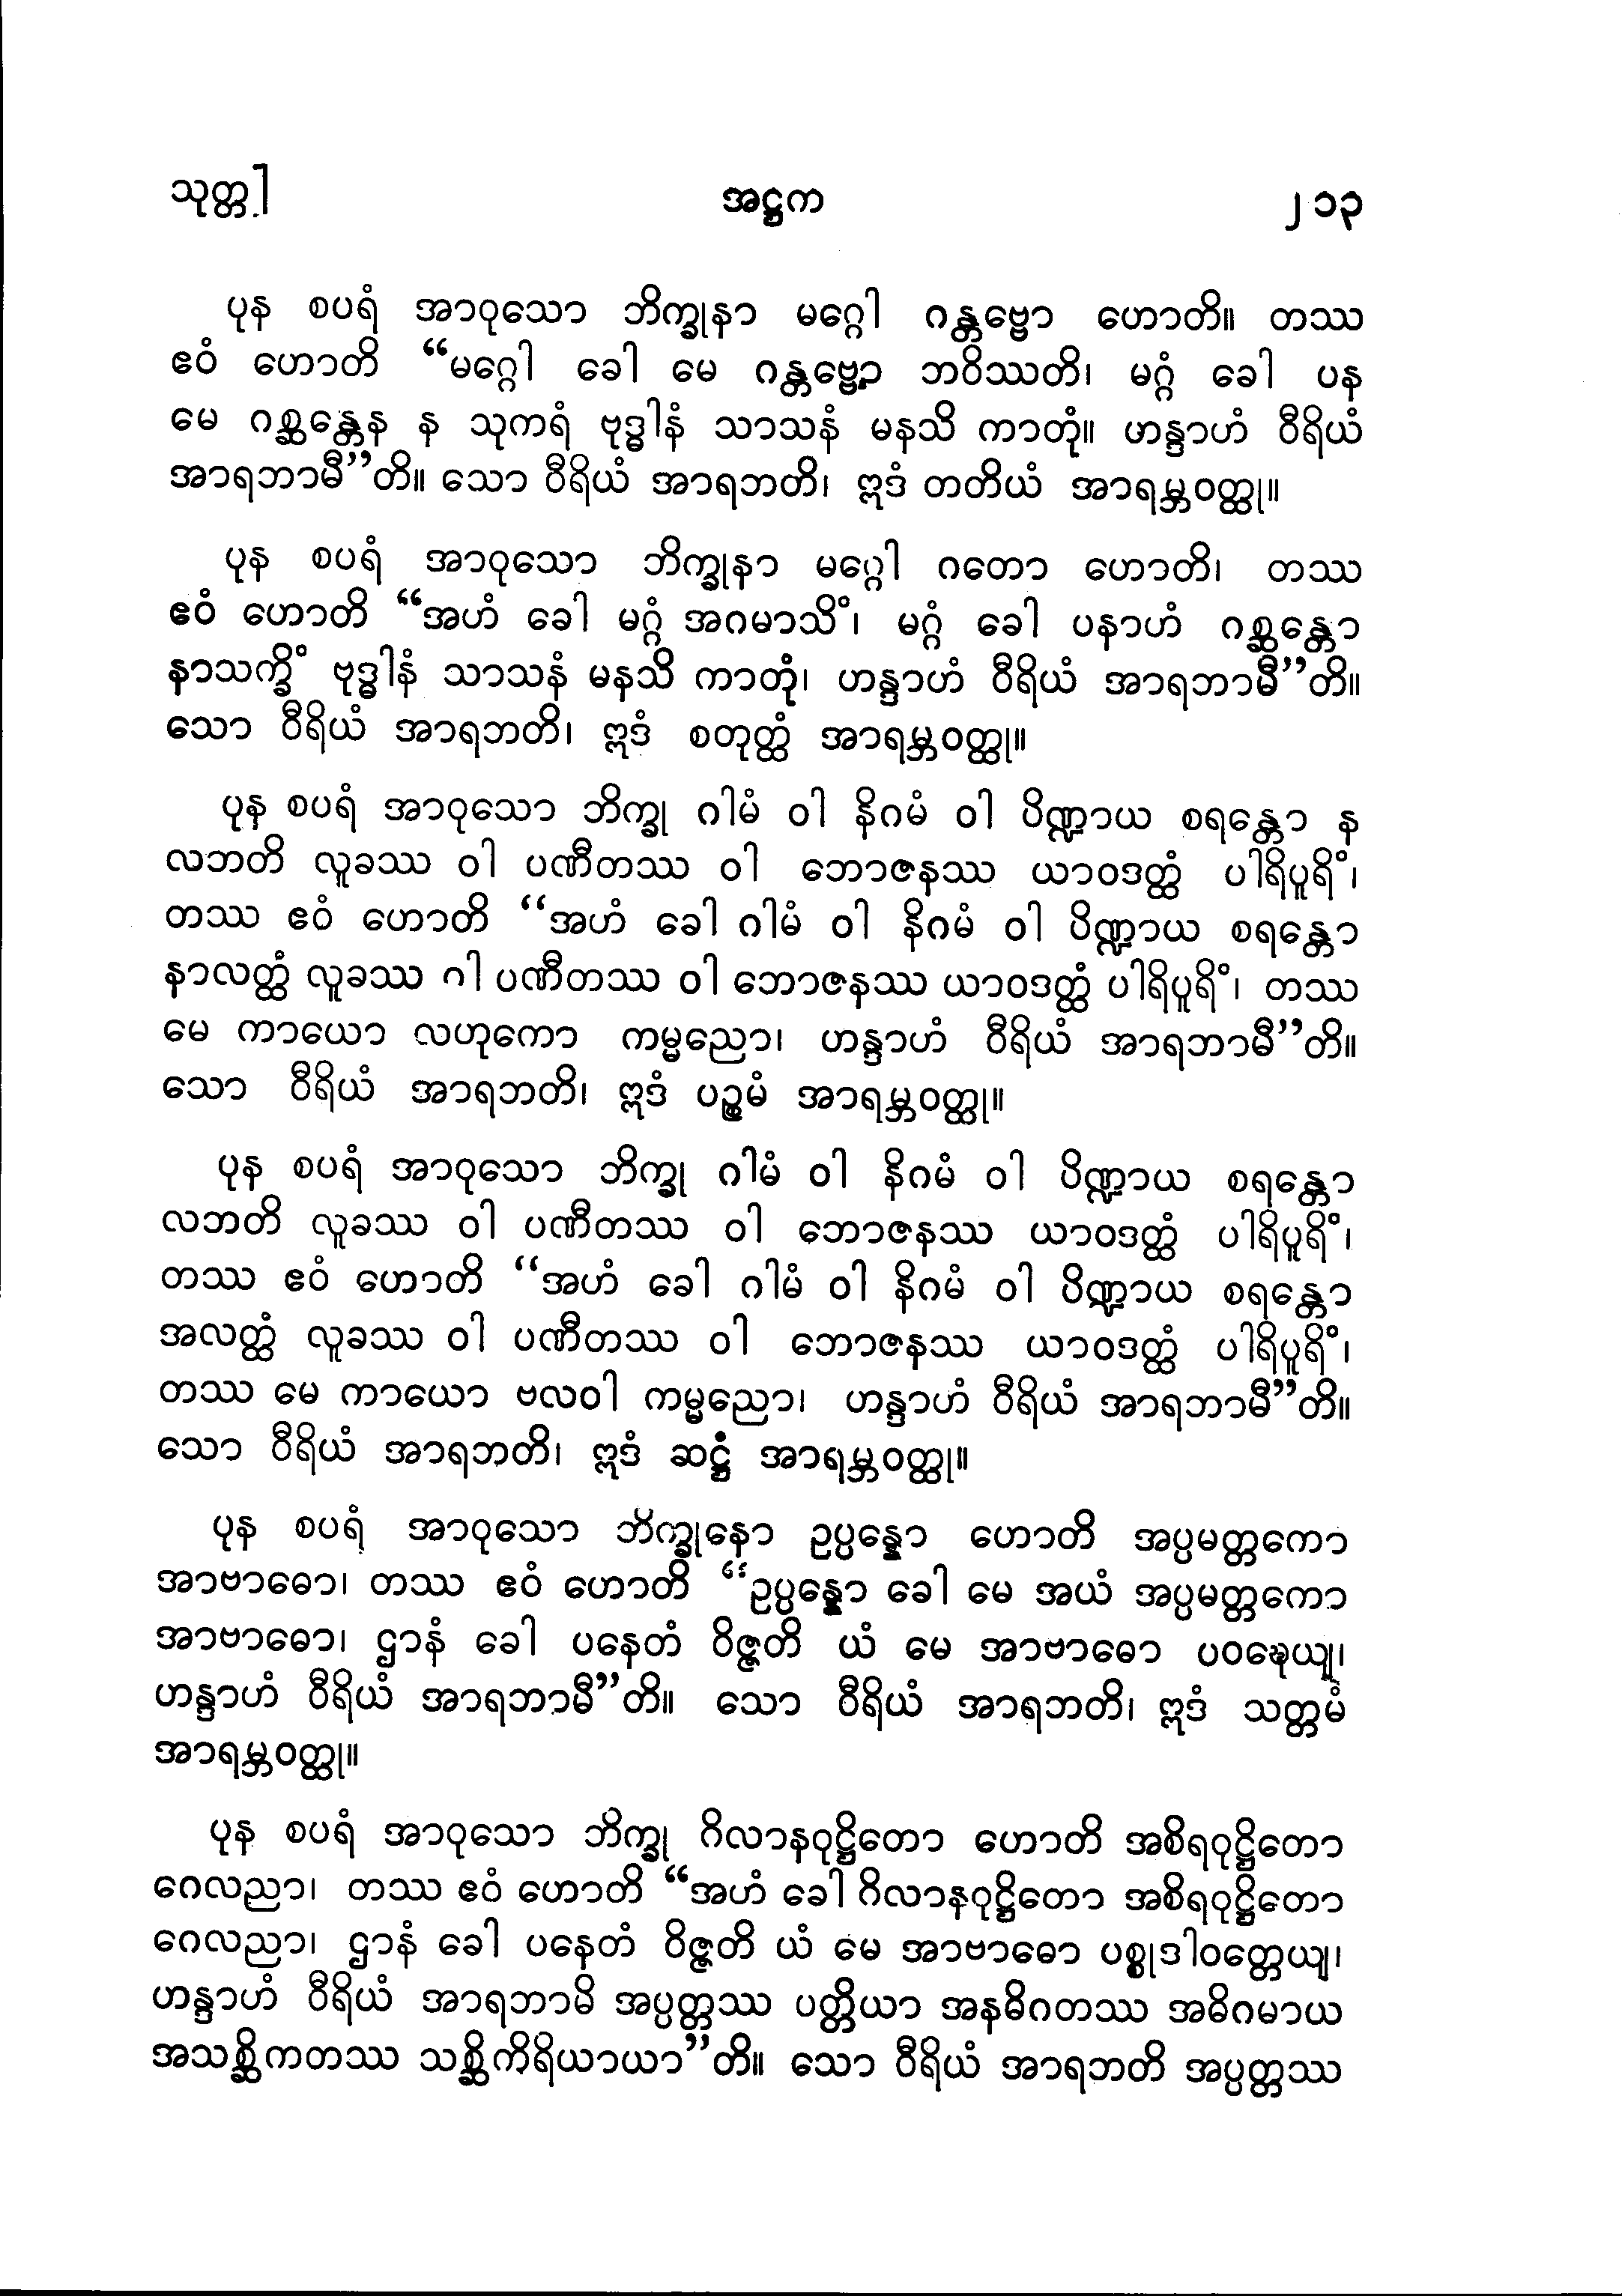 သုတ္တ] အဋ္ဌက ၂၁၃
ပုန စပရံ အာဝုသော ဘိက္ခုနာ မဂ္ဂေါ ဂန္တဗ္ဗော ဟောတိ။ တဿ
ဧဝံ ဟောတိ “မဂ္ဂေါ ခေါ မေ ဂန္တဗ္ဗော ဘဝိဿတိ၊ မဂ္ဂံ ခေါ ပန
မေ ဂစ္ဆန္တေန န သုကရံ ဗုဒ္ဓါနံ သာသနံ မနသိ ကာတုံ။ ဟန္ဒာဟံ ဝီရိယံ
အာရဘာမီ”တိ။ သော ဝီရိယံ အာရဘတိ၊ ဣဒံ တတိယံ အာရမ္ဘဝတ္ထု။
ပုန စပရံ အာဝုသော ဘိက္ခုနာ မဂ္ဂေါ ဂတော ဟောတိ၊ တဿ
ဧဝံ ဟောတိ “အဟံ ခေါ မဂ္ဂံ အဂမာသိံ၊ မဂ္ဂံ ခေါ ပနာဟံ ဂစ္ဆန္တော
နာသက္ခိံ ဗုဒ္ဓါနံ သာသနံ မနသိ ကာတုံ၊ ဟန္ဒာဟံ ဝီရိယံ အာရဘာမီ”တိ။
သော ဝီရိယံ အာရဘတိ၊ ဣဒံ စတုတ္ထံ အာရမ္ဘဝတ္ထု။
ပုန စပရံ အာဝုသော ဘိက္ခု ဂါမံ ဝါ နိဂမံ ဝါ ပိဏ္ဍာယ စရန္တော န
လဘတိ လူခဿ ဝါ ပဏီတဿ ဝါ ဘောဇနဿ ယာဝဒတ္ထံ ပါရိပူရိံ၊
တဿ ဧဝံ ဟောတိ “အဟံ ခေါ ဂါမံ ဝါ နိဂမံ ဝါ ပိဏ္ဍာယ စရန္တော
နာလတ္ထံ လူခဿ ဂါ ပဏီတဿ ဝါ ဘောဇနဿ ယာဝဒတ္ထံ ပါရိပူရိံ၊ တဿ
မေ ကာယော လဟုကော ကမ္မညော၊ ဟန္ဒာဟံ ဝီရိယံ အာရဘာမီ”တိ။
သော ဝီရိယံ အာရဘတိ၊ ဣဒံ ပဉ္စမံ အာရမ္ဘဝတ္ထု။
ပုန စပရံ အာဝုသော ဘိက္ခု ဂါမံ ဝါ နိဂမံ ဝါ ပိဏ္ဍာယ စရန္တော
လဘတိ လူခဿ ဝါ ပဏီတဿ ဝါ ဘောဇနဿ ယာဝဒတ္ထံ ပါရိပူရိံ၊
တဿ ဧဝံ ဟောတိ “အဟံ ခေါ ဂါမံ ဝါ နိဂမံ ဝါ ပိဏ္ဍာယ စရန္တော
အလတ္ထံ လူခဿ ဝါ ပဏီတဿ ဝါ ဘောဇနဿ ယာဝဒတ္ထံ ပါရိပူရိံ၊
တဿ မေ ကာယော ဗလဝါ ကမ္မညော၊ ဟန္ဒာဟံ ဝီရိယံ အာရဘာမီ”တိ။
သော ဝီရိယံ အာရဘတိ၊ ဣဒံ ဆဋ္ဌံ အာရမ္ဘဝတ္ထု။
ပုန စပရံ အာဝုသော ဘိက္ခုနော ဥပ္ပန္နော ဟောတိ အပ္ပမတ္တကော
အာဗာဓော၊ တဿ ဧဝံ ဟောတိ “ဥပ္ပန္နော ခေါ မေ အယံ အပ္ပမတ္တကော
အာဗာဓော၊ ဌာနံ ခေါ ပနေတံ ဝိဇ္ဇတိ ယံ မေ အာဗာဓော ပဝဍ္ဎေယျ၊
ဟန္ဒာဟံ ဝီရိယံ အာရဘာမီ”တိ။ သော ဝီရိယံ အာရဘတိ၊ ဣဒံ သတ္တမံ
အာရမ္ဘဝတ္ထု။
ပုန စပရံ အာဝုသော ဘိက္ခု ဂိလာနဝုဋ္ဌိတော ဟောတိ အစိရဝုဋ္ဌိတော
ဂေလညာ၊ တဿ ဧဝံ ဟောတိ “အဟံ ခေါ ဂိလာနဝုဋ္ဌိတော အစိရဝုဋ္ဌိတော
ဂေလညာ၊ ဌာနံ ခေါ ပနေတံ ဝိဇ္ဇတိ ယံ မေ အာဗာဓော ပစ္စုဒါဝတ္တေယျ၊
ဟန္ဒာဟံ ဝီရိယံ အာရဘာမိ အပ္ပတ္တဿ ပတ္တိယာ အနဓိဂတဿ အဓိဂမာယ
အသစ္ဆိကတဿ သစ္ဆိကိရိယာယာ”တိ။ သော ဝီရိယံ အာရဘတိ အပ္ပတ္တဿ